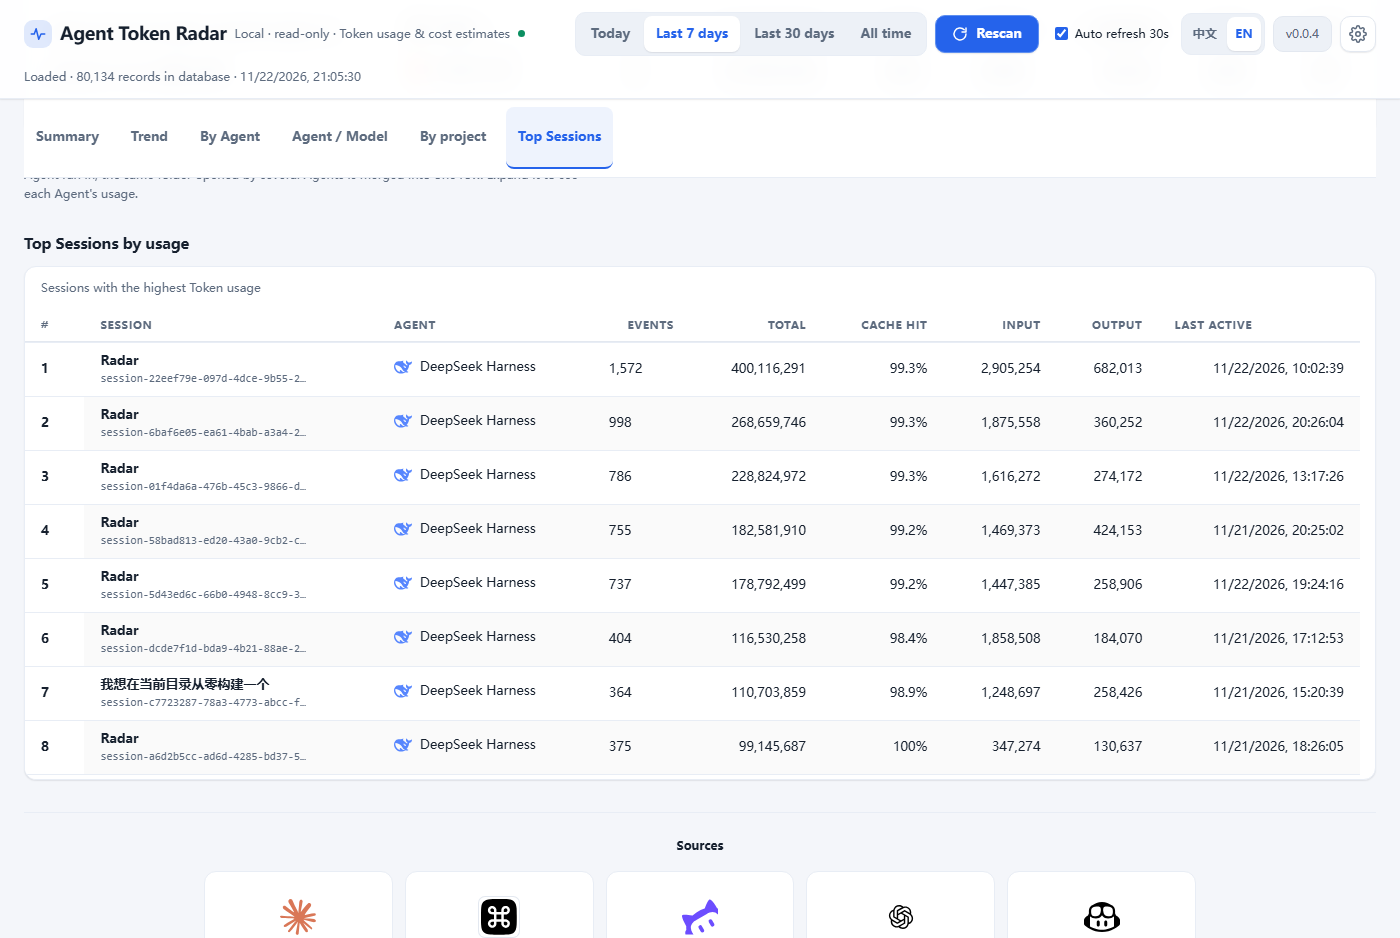 Agent Token Radar Local · read-only · Token usage & cost estimates
Today Last 7 days Last 30 days All time
Rescan
Auto refresh 30s
中文 EN
v0.0.4
Loaded · 80,134 records in database · 11/22/2026, 21:05:30
Summary Trend By Agent Agent / Model By project Top Sessions
each Agent's usage.
Top Sessions by usage
Sessions with the highest Token usage
# SESSION AGENT EVENTS TOTAL CACHE HIT INPUT OUTPUT LAST ACTIVE
1 Radar DeepSeek Harness 1,572 400,116,291 99.3% 2,905,254 682,013 11/22/2026, 10:02:39
session-22eef79e-097d-4dce-9b55-2…
2 Radar DeepSeek Harness 998 268,659,746 99.3% 1,875,558 360,252 11/22/2026, 20:26:04
session-6baf6e05-ea61-4bab-a3a4-2…
3 Radar DeepSeek Harness 786 228,824,972 99.3% 1,616,272 274,172 11/22/2026, 13:17:26
session-01f4da6a-476b-45c3-9866-d…
4 Radar DeepSeek Harness 755 182,581,910 99.2% 1,469,373 424,153 11/21/2026, 20:25:02
session-58bad813-ed20-43a0-9cb2-c…
5 Radar DeepSeek Harness 737 178,792,499 99.2% 1,447,385 258,906 11/22/2026, 19:24:16
session-5d43ed6c-66b0-4948-8cc9-3…
6 Radar DeepSeek Harness 404 116,530,258 98.4% 1,858,508 184,070 11/21/2026, 17:12:53
session-dcde7f1d-bda9-4b21-88ae-2…
7 我想在当前目录从零构建一个 DeepSeek Harness 364 110,703,859 98.9% 1,248,697 258,426 11/21/2026, 15:20:39
session-c7723287-78a3-4773-abcc-f…
8 Radar DeepSeek Harness 375 99,145,687 100% 347,274 130,637 11/21/2026, 18:26:05
session-a6d2b5cc-ad6d-4285-bd37-5…
Sources